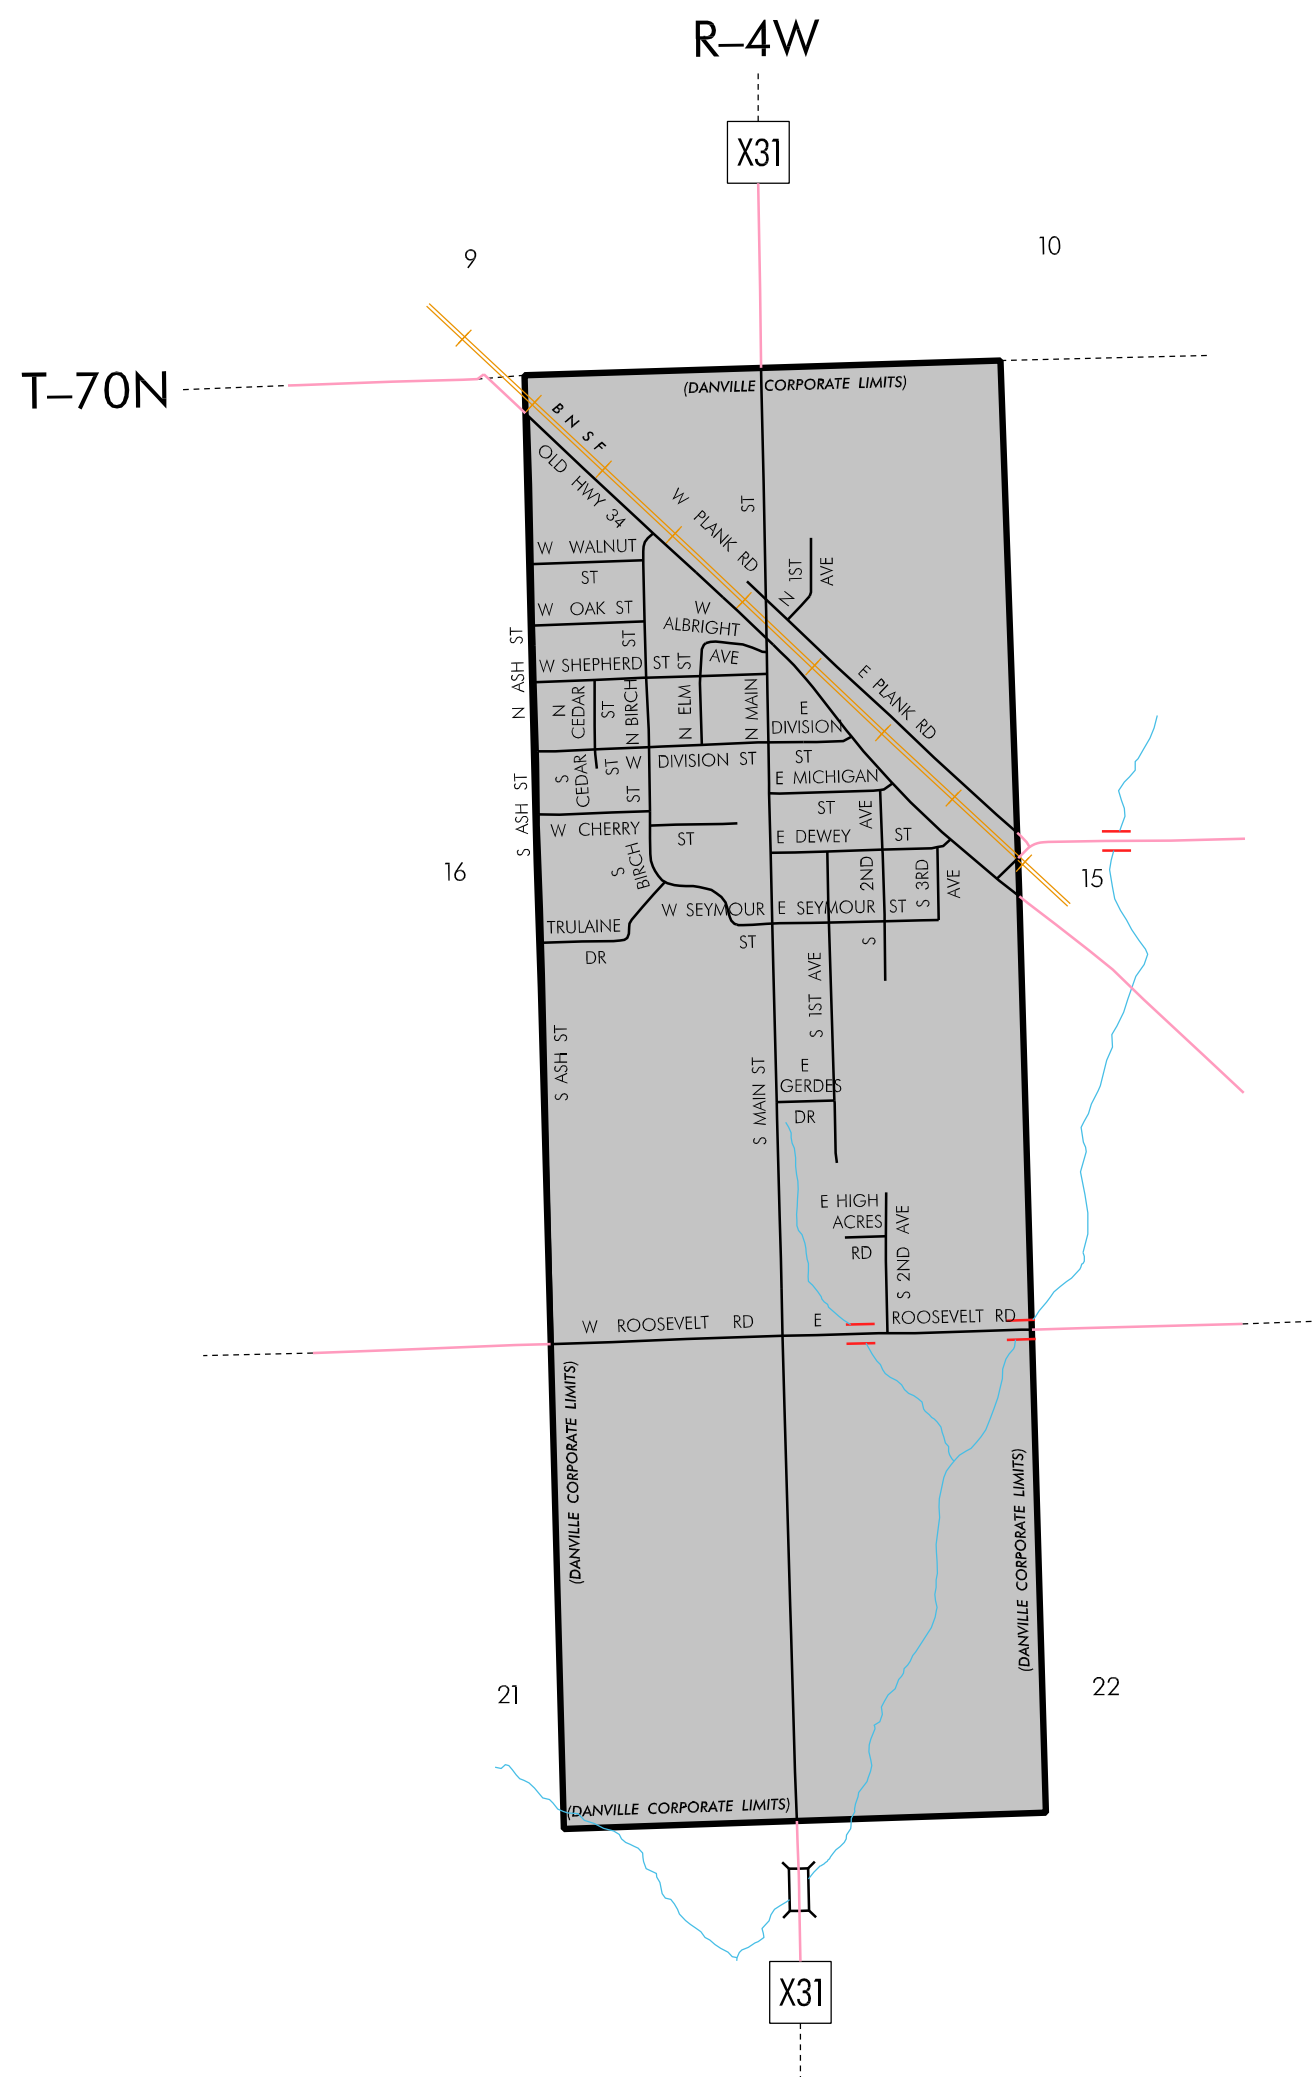 R–4W
X31
9
10
T–70N
(DANVILLE CORPORATE LIMITS)
BNSF
OLD HWY 34
W PLANK RD
ST
W WALNUT
ST
N 1ST
AVE
W OAK ST
W
ALBRIGHT
AVE
N ASH ST
ST
W SHEPHERD ST
ST
E PLANK RD
N
CEDAR
ST
N BIRCH
N ELM
N MAIN
E
DIVISION
ST
S
CEDAR
ST
W DIVISION ST
E MICHIGAN
ST
S ASH ST
ST
W CHERRY
ST
AVE
E DEWEY ST
16
S
BIRCH
2ND
S
S 3RD
AVE
15
W SEYMOUR
ST
E SEYMOUR ST
TRULAINE
DR
S 1ST AVE
S ASH ST
S MAIN ST
E
GERDES
DR
E HIGH
ACRES
RD
S 2ND AVE
W ROOSEVELT RD
E ROOSEVELT RD
(DANVILLE CORPORATE LIMITS)
(DANVILLE CORPORATE LIMITS)
21
22
(DANVILLE CORPORATE LIMITS)
X31